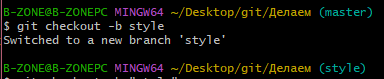 B-ZONE@B-ZONEPC MINGW64 ~/Desktop/git/Делаем (master)
$ git checkout -b style
Switched to a new branch 'style'
B-ZONE@B-ZONEPC MINGW64 ~/Desktop/git/Делаем (style)